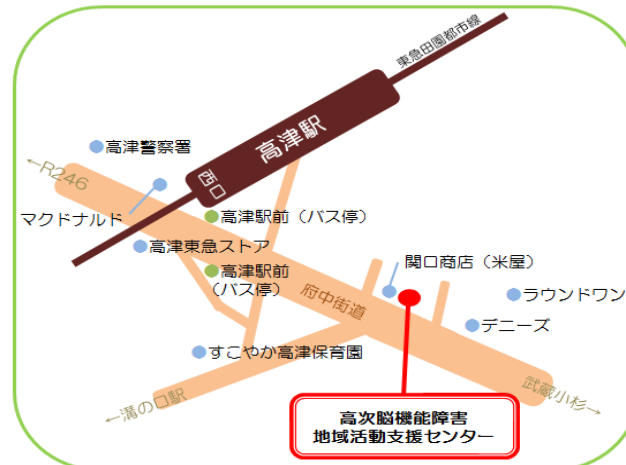 東急田園都市線
高津駅
西口
高津警察署
←R246
マクドナルド
高津駅前（バス停）
高津東急ストア
高津駅前
（バス停）
関口商店（米屋）
府中街道
ラウンドワン
デニーズ
すこやか高津保育園
武蔵小杉→
←溝の口駅
高次脳機能障害
地域活動支援センター